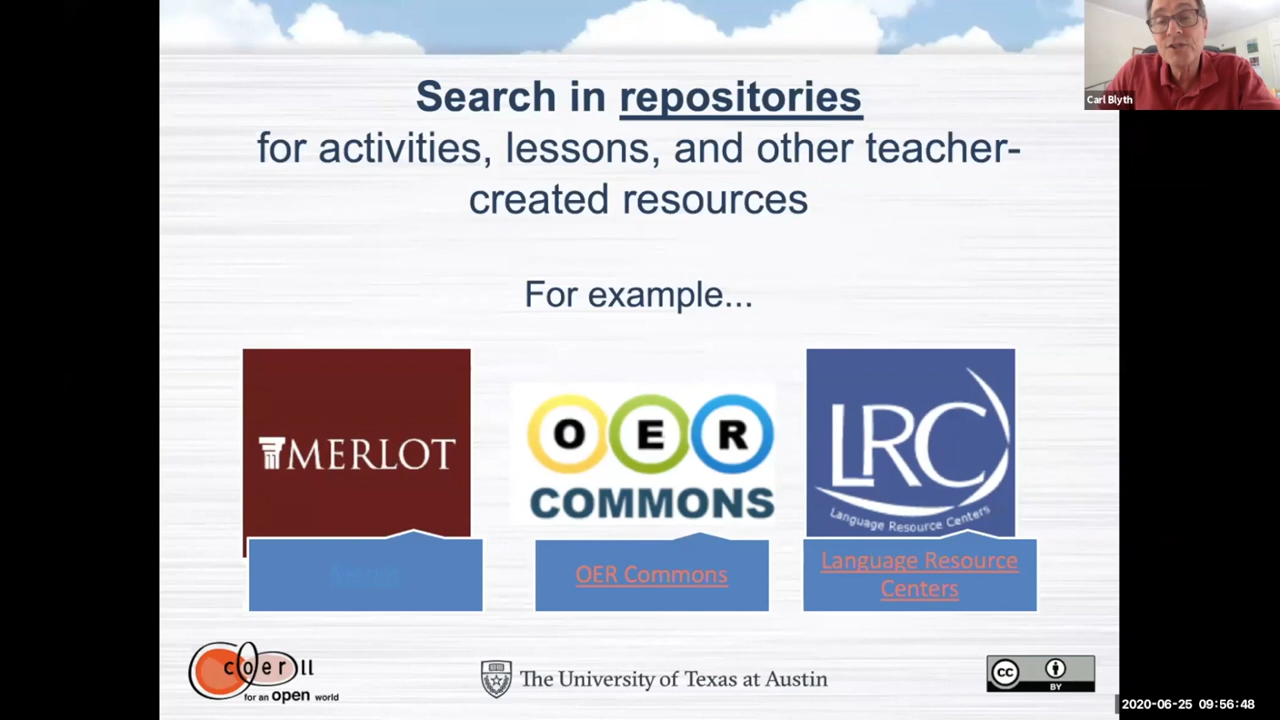 Search in repositories
for activities, lessons, and other teacher-
created resources
For example...
MERLOT
OER
COMMONS
LRC
Language Resource Centers
OER Commons
Language Resource
Centers
coerll
for an open world
The University of Texas at Austin
cc
BY
Carl Blyth
2020-06-25 09:56:48